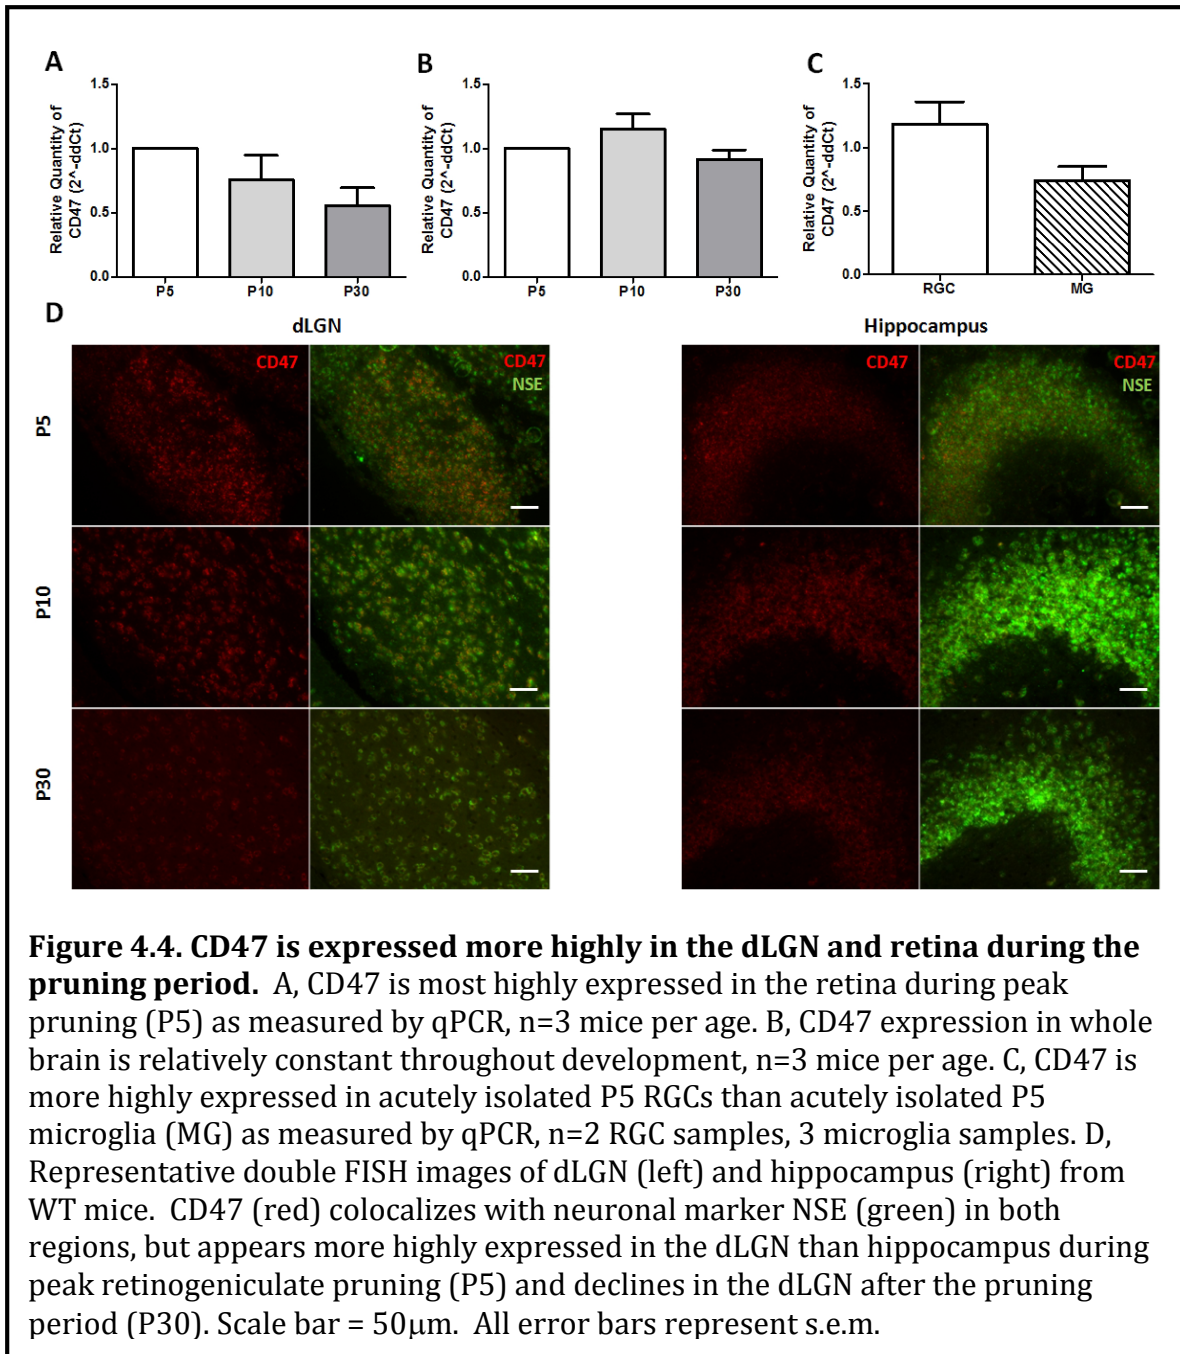 A
B
C
Relative Quantity of
CD47 (2^-ddCt)
1.5
1.0
0.5
0.0
P5
P10
P30
Relative Quantity of
CD47 (2^-ddCt)
1.5
1.0
0.5
0.0
P5
P10
P30
Relative Quantity of
CD47 (2^-ddCt)
1.5
1.0
0.5
0.0
RGC
MG
D
dLGN
Hippocampus
P5
CD47
CD47
NSE
CD47
CD47
NSE
P10
P30
Figure 4.4. CD47 is expressed more highly in the dLGN and retina during the
pruning period. A, CD47 is most highly expressed in the retina during peak
pruning (P5) as measured by qPCR, n=3 mice per age. B, CD47 expression in whole
brain is relatively constant throughout development, n=3 mice per age. C, CD47 is
more highly expressed in acutely isolated P5 RGCs than acutely isolated P5
microglia (MG) as measured by qPCR, n=2 RGC samples, 3 microglia samples. D,
Representative double FISH images of dLGN (left) and hippocampus (right) from
WT mice. CD47 (red) colocalizes with neuronal marker NSE (green) in both
regions, but appears more highly expressed in the dLGN than hippocampus during
peak retinogeniculate pruning (P5) and declines in the dLGN after the pruning
period (P30). Scale bar = 50μm. All error bars represent s.e.m.